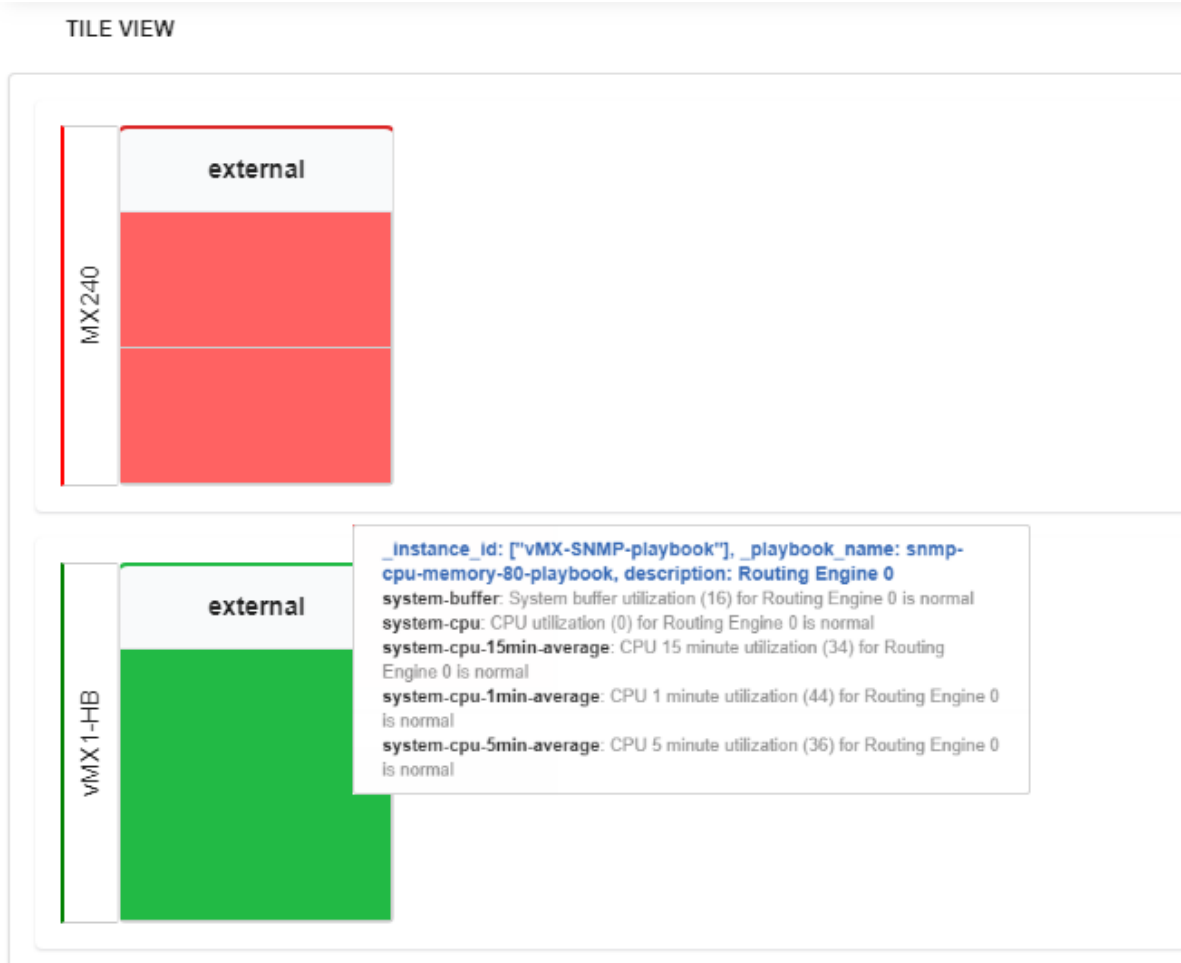 TILE VIEW
external
MX240
_instance_id: ["vMX-SNMP-playbook"], _playbook_name: snmp-
cpu-memory-80-playbook, description: Routing Engine 0
system-buffer: System buffer utilization (16) for Routing Engine 0 is normal
system-cpu: CPU utilization (0) for Routing Engine 0 is normal
system-cpu-15min-average: CPU 15 minute utilization (34) for Routing
Engine 0 is normal
system-cpu-1min-average: CPU 1 minute utilization (44) for Routing Engine 0
is normal
system-cpu-5min-average: CPU 5 minute utilization (36) for Routing Engine 0
is normal
external
vMX1-HB